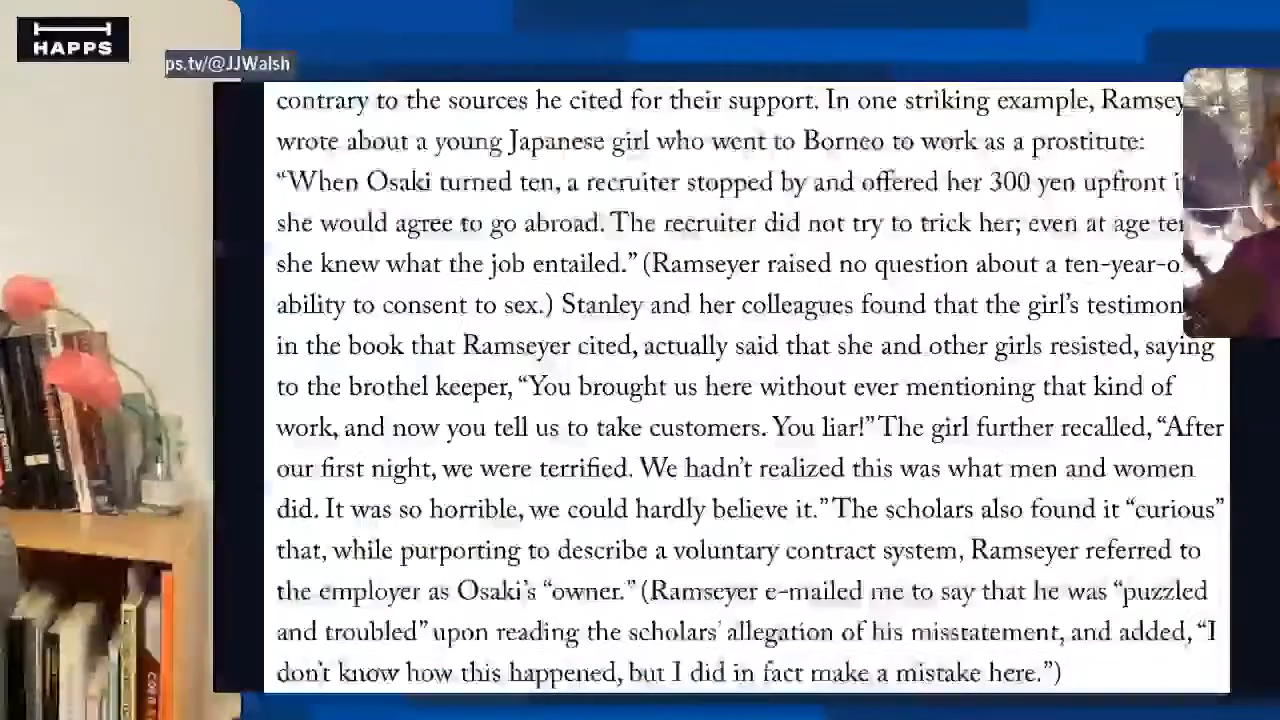 HAPPS
ps.tv/@JJWalsh
contrary to the sources he cited for their support. In one striking example, Ramsey
wrote about a young Japanese girl who went to Borneo to work as a prostitute:
“When Osaki turned ten, a recruiter stopped by and offered her 300 yen upfront i
she would agree to go abroad. The recruiter did not try to trick her; even at age te
she knew what the job entailed.” (Ramseyer raised no question about a ten-year-o
ability to consent to sex.) Stanley and her colleagues found that the girl’s testimon
in the book that Ramseyer cited, actually said that she and other girls resisted, saying
to the brothel keeper, “You brought us here without ever mentioning that kind of
work, and now you tell us to take customers. You liar!” The girl further recalled, “After
our first night, we were terrified. We hadn’t realized this was what men and women
did. It was so horrible, we could hardly believe it.” The scholars also found it “curious”
that, while purporting to describe a voluntary contract system, Ramseyer referred to
the employer as Osaki’s “owner.” (Ramseyer e-mailed me to say that he was “puzzled
and troubled” upon reading the scholars’ allegation of his misstatement, and added, “I
don’t know how this happened, but I did in fact make a mistake here.”)